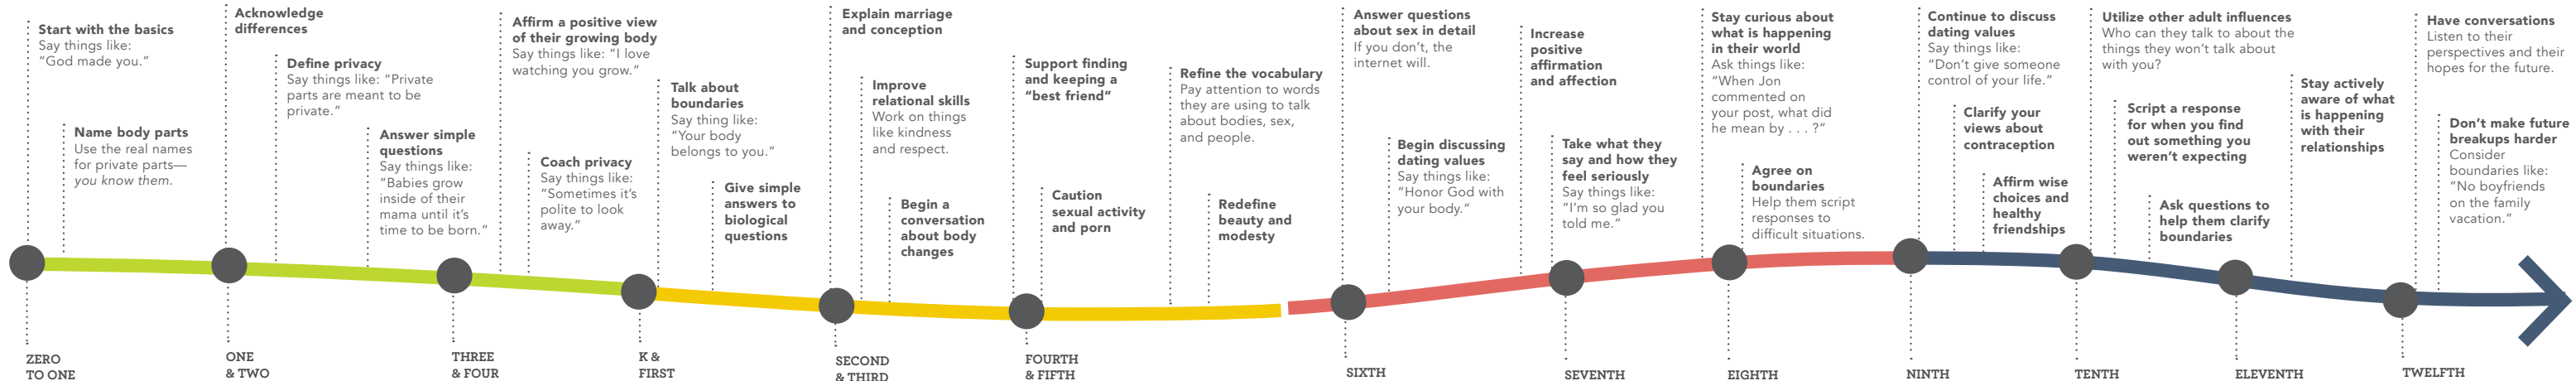 Start with the basics
Say things like:
“God made you.”
Name body parts
Use the real names
for private parts—
you know them.
Acknowledge
differences
Define privacy
Say things like: “Private
parts are meant to be
private.”
Answer simple
questions
Say things like:
“Babies grow
inside of their
mama until it’s
time to be born.”
Affirm a positive view
of their growing body
Say things like: “I love
watching you grow.”
Coach privacy
Say things like:
“Sometimes it’s
polite to look
away.”
Talk about
boundaries
Say thing like:
“Your body
belongs to you.”
Give simple
answers to
biological
questions
Explain marriage
and conception
Improve
relational skills
Work on things
like kindness
and respect.
Begin a
conversation
about body
changes
Support finding
and keeping a
“best friend”
Caution
sexual activity
and porn
Refine the vocabulary
Pay attention to words
they are using to talk
about bodies, sex,
and people.
Redefine
beauty and
modesty
Answer questions
about sex in detail
If you don’t, the
internet will.
Begin discussing
dating values
Say things like:
“Honor God with
your body.”
Increase
positive
affirmation
and affection
Take what they
say and how they
feel seriously
Say things like:
“I’m so glad you
told me.”
Stay curious about
what is happening
in their world
Ask things like:
“When Jon
commented on
your post, what did
he mean by . . . ?”
Agree on
boundaries
Help them script
responses to
difficult situations.
Continue to discuss
dating values
Say things like:
“Don’t give someone
control of your life.”
Clarify your
views about
contraception
Affirm wise
choices and
healthy
friendships
Utilize other adult influences
Who can they talk to about the
things they won’t talk about
with you?
Script a response
for when you find
out something you
weren’t expecting
Ask questions to
help them clarify
boundaries
Stay actively
aware of what
is happening
with their
relationships
Have conversations
Listen to their
perspectives and their
hopes for the future.
Don’t make future
breakups harder
Consider
boundaries like:
“No boyfriends
on the family
vacation.”
ZERO
TO ONE
ONE
& TWO
THREE
& FOUR
K &
FIRST
SECOND
& THIRD
FOURTH
& FIFTH
SIXTH
SEVENTH
EIGHTH
NINTH
TENTH
ELEVENTH
TWELFTH